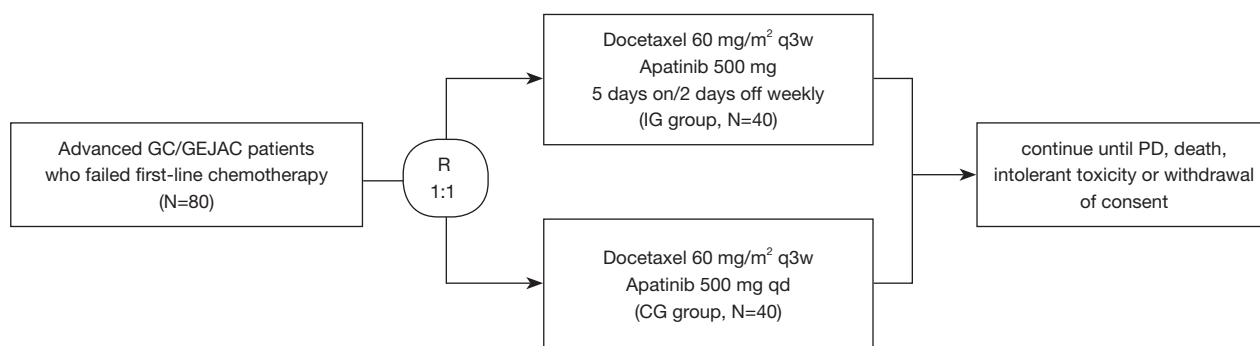 Advanced GC/GEJAC patients
who failed first-line chemotherapy
(N=80)
R
1:1
Docetaxel 60 mg/m² q3w
Apatinib 500 mg
5 days on/2 days off weekly
(IG group, N=40)
Docetaxel 60 mg/m² q3w
Apatinib 500 mg qd
(CG group, N=40)
continue until PD, death,
intolerant toxicity or withdrawal
of consent